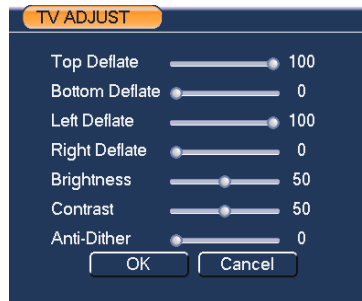 TV ADJUST
Top Deflate 100
Bottom Deflate 0
Left Deflate 100
Right Deflate 0
Brightness 50
Contrast 50
Anti-Dither 0
OK Cancel